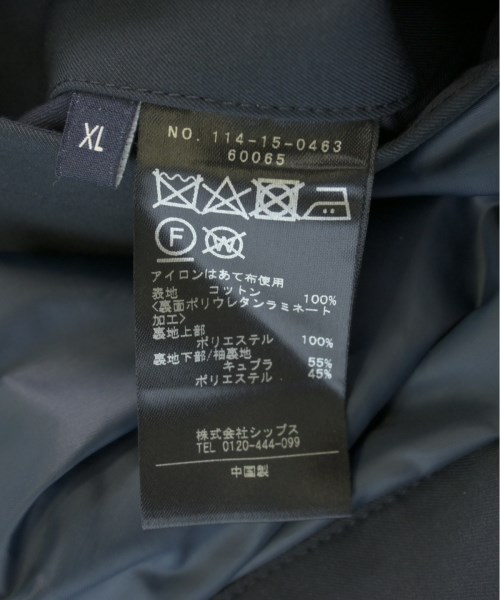 XL
NO. 114-15-0463
60065
F
W
アイロンはあて布使用
表地 コットン 100%
<裏面ポリウレタンラミネート
加工>
裏地上部
ポリエステル 100%
裏地下部/袖裏地
キュプラ 55%
ポリエステル 45%
株式会社シップス
TEL 0120-444-099
中国製